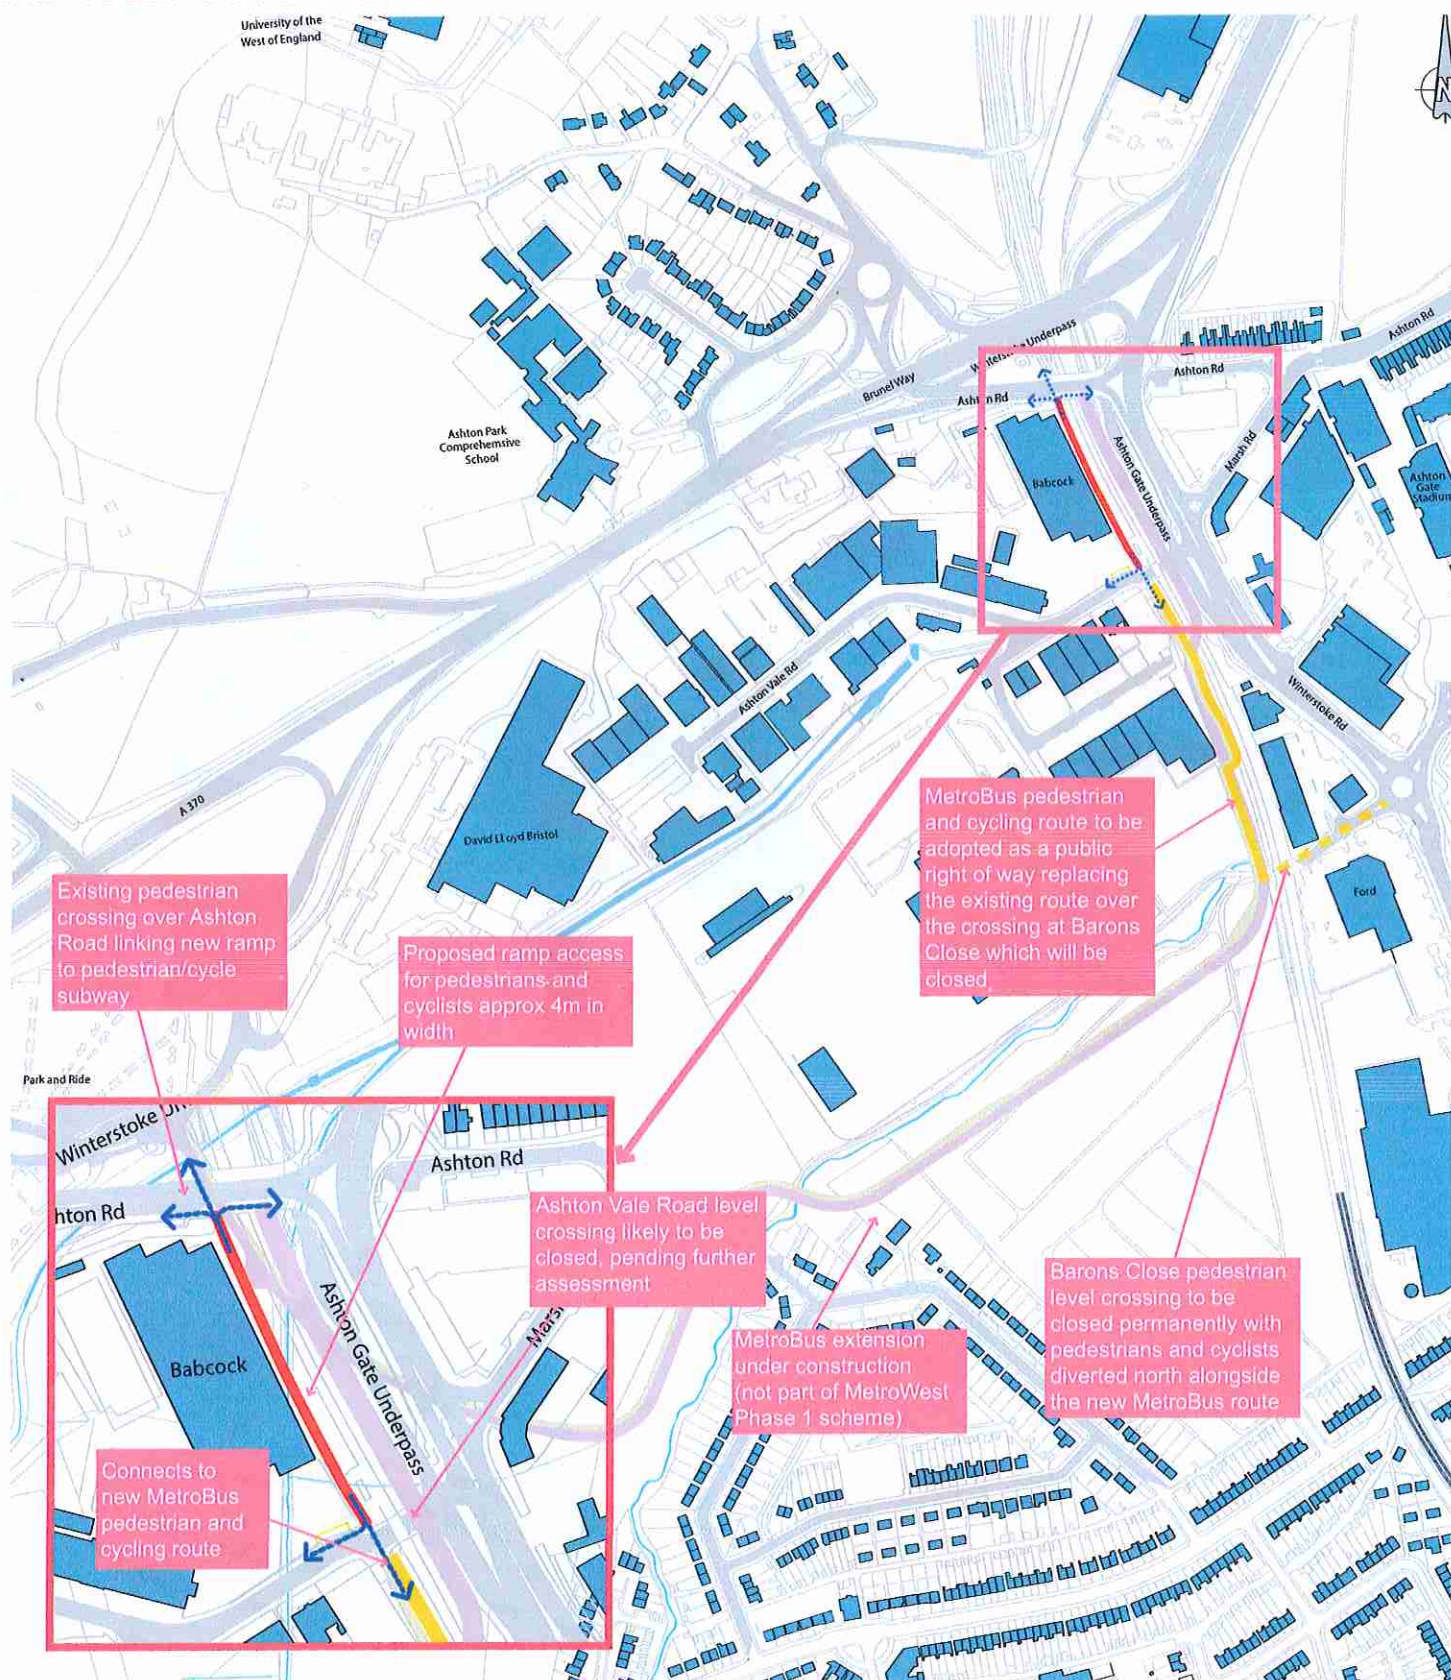 University of the
West of England
N
Ashton Rd
Winterstoke Underpass
Ashton Rd
Brunel Way
Ashton Rd
Ashton Park
Comprehemsive
School
Marsh Rd
Ashton Gate Underpass
Ashton
Gate
Stadium
Babcock
Ashton Vale Rd
Winterstoke Rd
A 370
David LLoyd Bristol
MetroBus pedestrian
and cycling route to be
adopted as a public
right of way replacing
the existing route over
the crossing at Barons
Close which will be
closed
Ford
Existing pedestrian
crossing over Ashton
Road linking new ramp
to pedestrian/cycle
subway
Proposed ramp access
for pedestrians and
cyclists approx 4m in
width
Park and Ride
Winterstoke Un
Ashton Rd
hton Rd
Ashton Vale Road level
crossing likely to be
closed, pending further
assessment
Ashton Gate Underpass
Mars
Babcock
Barons Close pedestrian
level crossing to be
closed permanently with
pedestrians and cyclists
diverted north alongside
the new MetroBus route
MetroBus extension
under construction
(not part of MetroWest
Phase 1 scheme)
Connects to
new MetroBus
pedestrian and
cycling route